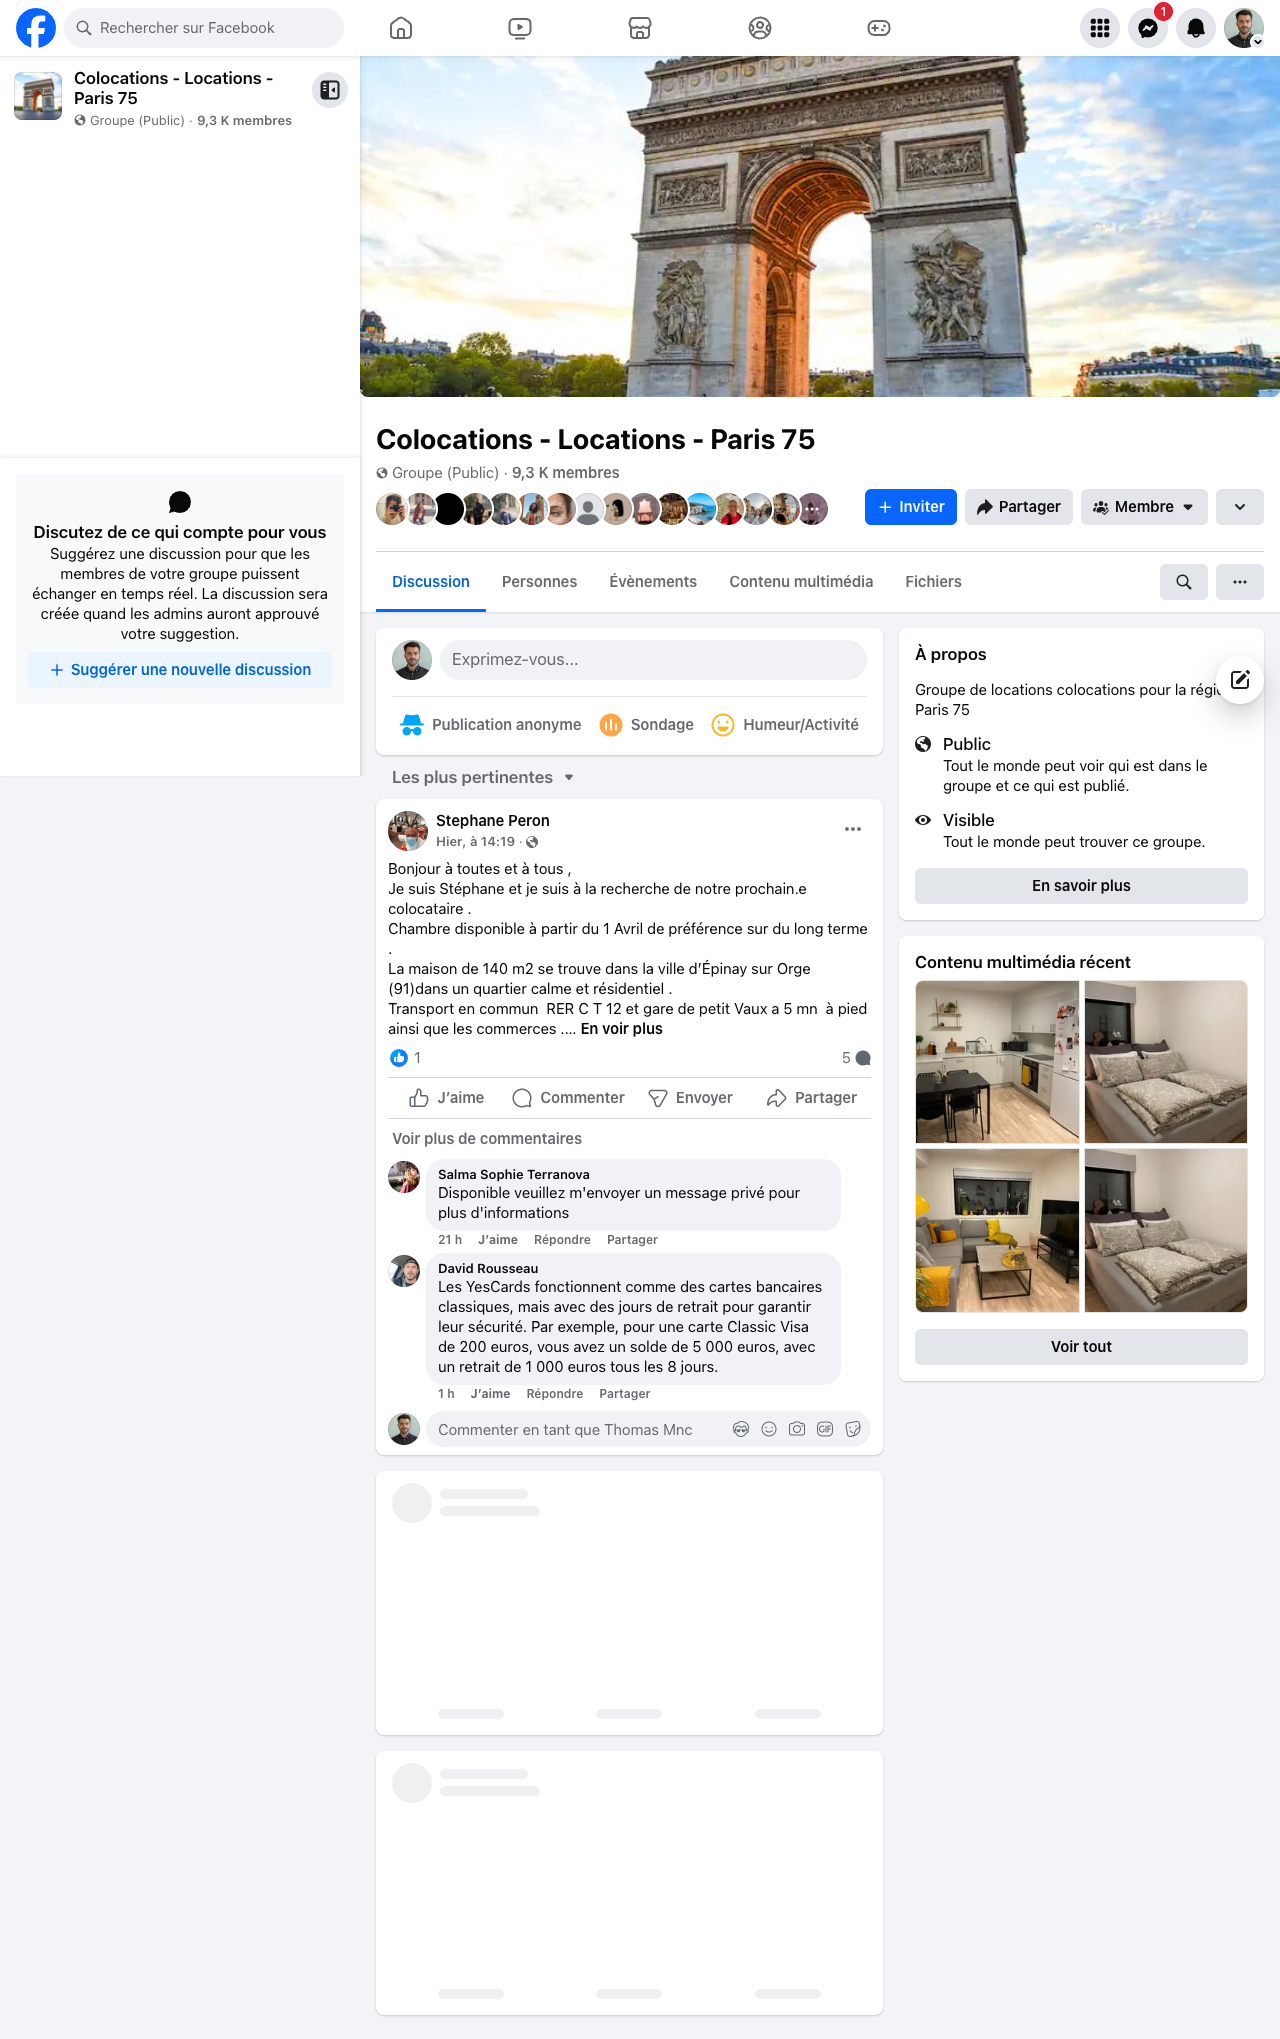 Rechercher sur Facebook
1
Colocations - Locations -
Paris 75
Groupe (Public) · 9,3 K membres
Discutez de ce qui compte pour vous
Suggérez une discussion pour que les
membres de votre groupe puissent
échanger en temps réel. La discussion sera
créée quand les admins auront approuvé
votre suggestion.
Suggérer une nouvelle discussion
Colocations - Locations - Paris 75
Groupe (Public) · 9,3 K membres
Inviter
Partager
Membre
Discussion
Personnes
Évènements
Contenu multimédia
Fichiers
Exprimez-vous...
Publication anonyme
Sondage
Humeur/Activité
Les plus pertinentes
Stephane Peron
Hier, à 14:19 ·
Bonjour à toutes et à tous ,
Je suis Stéphane et je suis à la recherche de notre prochain.e
colocataire .
Chambre disponible à partir du 1 Avril de préférence sur du long terme
.
La maison de 140 m2 se trouve dans la ville d’Épinay sur Orge
(91)dans un quartier calme et résidentiel .
Transport en commun  RER C T 12 et gare de petit Vaux a 5 mn  à pied
ainsi que les commerces .... En voir plus
1
5
J’aime
Commenter
Envoyer
Partager
Voir plus de commentaires
Salma Sophie Terranova
Disponible veuillez m'envoyer un message privé pour
plus d'informations
21 h J’aime Répondre Partager
David Rousseau
Les YesCards fonctionnent comme des cartes bancaires
classiques, mais avec des jours de retrait pour garantir
leur sécurité. Par exemple, pour une carte Classic Visa
de 200 euros, vous avez un solde de 5 000 euros, avec
un retrait de 1 000 euros tous les 8 jours.
1 h J’aime Répondre Partager
Commenter en tant que Thomas Mnc
GIF
À propos
Groupe de locations colocations pour la régi
Paris 75
Public
Tout le monde peut voir qui est dans le
groupe et ce qui est publié.
Visible
Tout le monde peut trouver ce groupe.
En savoir plus
Contenu multimédia récent
Voir tout